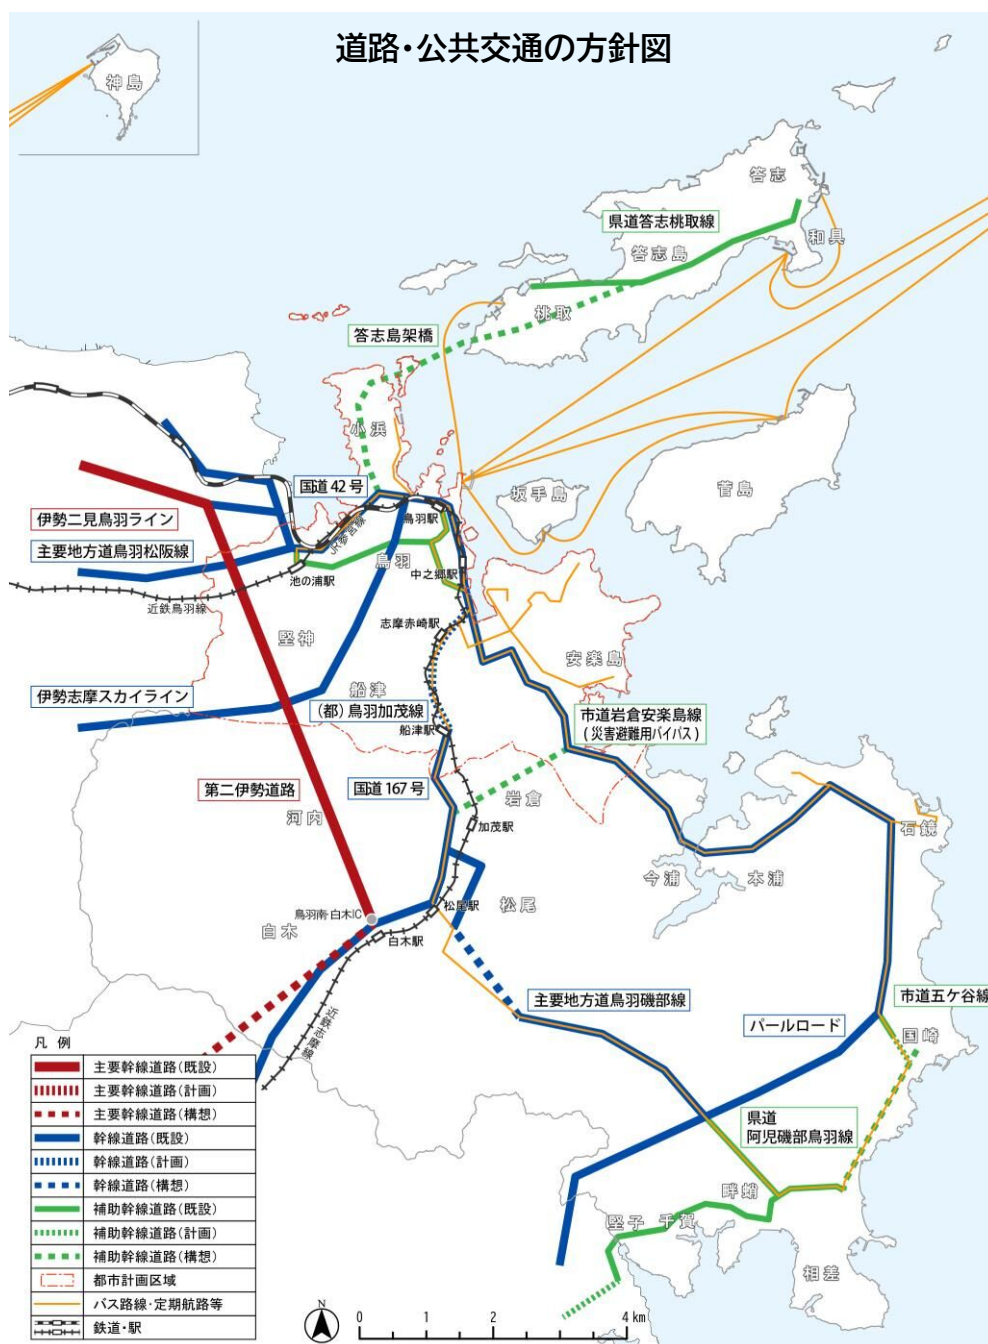 道路・公共交通の方針図
神島
答志
県道答志桃取線
和具
答志島
桃取
答志島架橋
小浜
国道42号
坂手島
菅島
鳥羽駅
伊勢二見鳥羽ライン
JR参宮線
主要地方道鳥羽松阪線
鳥羽
中之郷駅
池の浦駅
近鉄鳥羽線
志摩赤崎駅
堅神
安楽島
船津
伊勢志摩スカイライン
(都)鳥羽加茂線
市道岩倉安楽島線
(災害避難用バイパス)
船津駅
第二伊勢道路
国道167号
岩倉
河内
加茂駅
石鏡
今浦
本浦
鳥羽南・白木IC
松尾駅
松尾
白木
白木駅
主要地方道鳥羽磯部線
市道五ケ谷線
パールロード
国崎
近鉄志摩線
県道
阿児磯部鳥羽線
畔蛸
堅子
千賀
相差
凡 例
主要幹線道路(既設)
主要幹線道路(計画)
主要幹線道路(構想)
幹線道路(既設)
幹線道路(計画)
幹線道路(構想)
補助幹線道路(既設)
補助幹線道路(計画)
補助幹線道路(構想)
都市計画区域
バス路線・定期航路等
鉄道・駅
N
0 1 2 4 km